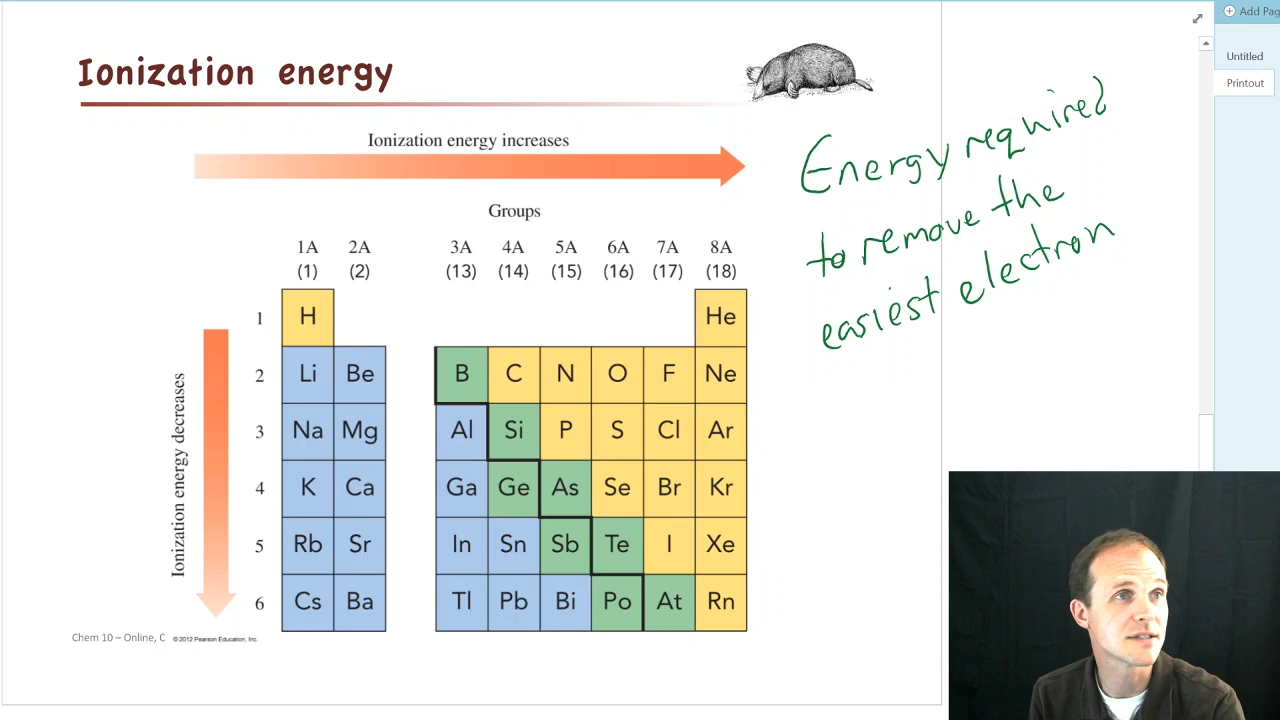 Add Pag
Untitled
Printout
Ionization energy
Ionization energy increases
Groups
1A 2A 3A 4A 5A 6A 7A 8A
(1) (2) (13) (14) (15) (16) (17) (18)
1 H He
2 Li Be B C N O F Ne
3 Na Mg Al Si P S Cl Ar
4 K Ca Ga Ge As Se Br Kr
5 Rb Sr In Sn Sb Te I Xe
6 Cs Ba Tl Pb Bi Po At Rn
Ionization energy decreases
Energy required
to remove the
easiest electron
Chem 10 – Online, C © 2012 Pearson Education, Inc.